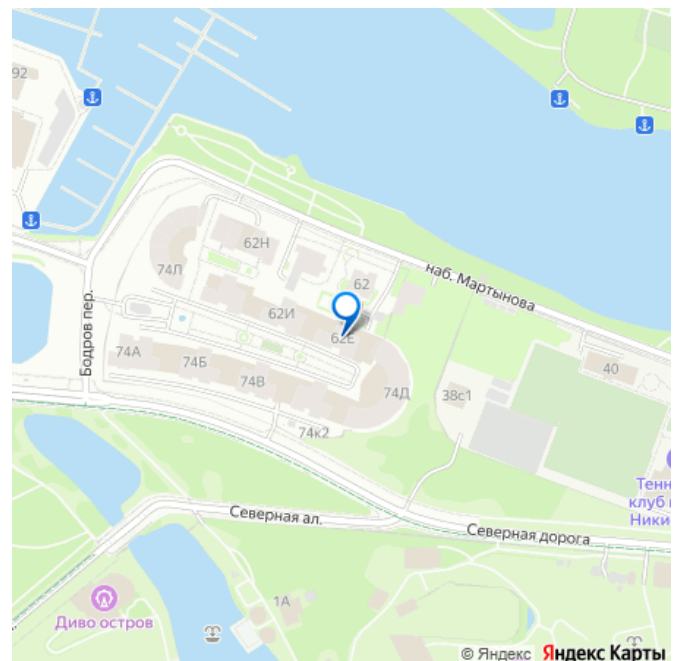 92
62Н
74Л
62
наб. Мартынова
62И
62Е
Бодров пер.
74А
74Б
74В
74Д
38с1
40
74к2
Тенн
клуб и
Ники
Северная ал.
Северная дорога
1А
Диво остров
© Яндекс Яндекс Карты